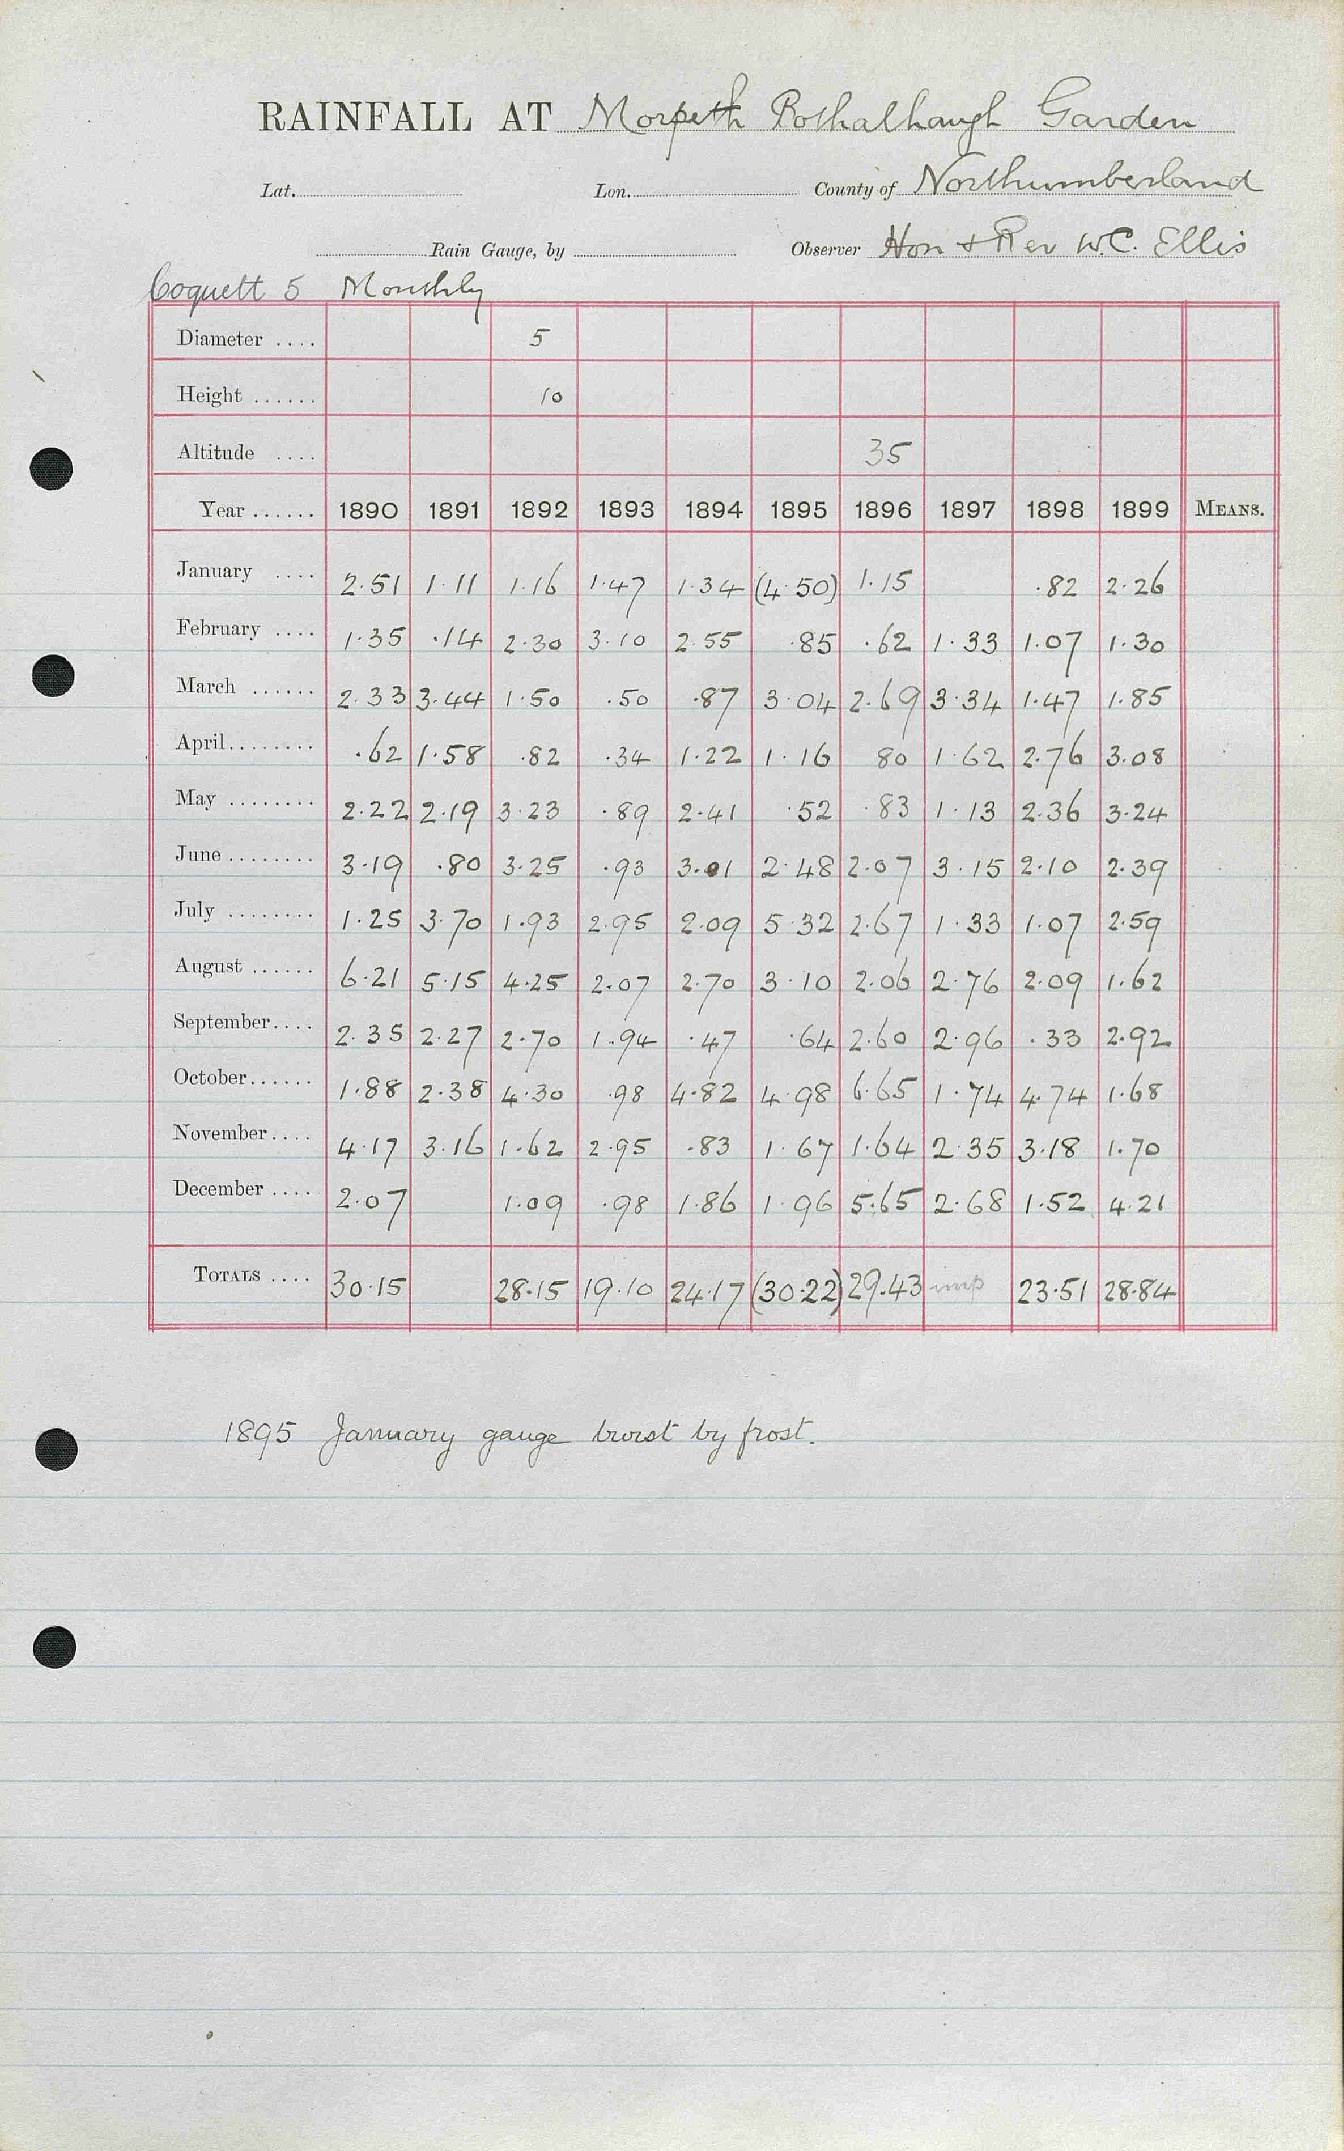 RAINFALL AT Morpeth Bothalhaugh Garden
Lat. Lon. County of Northumberland
Rain Gauge, by Observer Hon & Rev W.C. Ellis
Coquett 5 Monthly
Diameter .... 5
Height ...... 10
Altitude .... 35
Year ...... 1890 1891 1892 1893 1894 1895 1896 1897 1898 1899 MEANS.
January .... 2.51 1.11 1.16 1.47 1.34 (4.50) 1.15 .82 2.26
February .... 1.35 .14 2.30 3.10 2.55 .85 .62 1.33 1.07 1.30
March ...... 2.33 3.44 1.50 .50 .87 3.04 2.69 3.34 1.47 1.85
April........ .62 1.58 .82 .34 1.22 1.16 80 1.62 2.76 3.08
May ........ 2.22 2.19 3.23 .89 2.41 .52 .83 1.13 2.36 3.24
June ........ 3.19 .80 3.25 .93 3.01 2.48 2.07 3.15 2.10 2.39
July ........ 1.25 3.70 1.93 2.95 2.09 5.32 2.67 1.33 1.07 2.59
August ...... 6.21 5.15 4.25 2.07 2.70 3.10 2.06 2.76 2.09 1.62
September.... 2.35 2.27 2.70 1.94 .47 .64 2.60 2.96 .33 2.92
October...... 1.88 2.38 4.30 .98 4.82 4.98 6.65 1.74 4.74 1.68
November.... 4.17 3.16 1.62 2.95 .83 1.67 1.64 2.35 3.18 1.70
December .... 2.07 1.09 .98 1.86 1.96 5.65 2.68 1.52 4.21
TOTALS .... 30.15 28.15 19.10 24.17 (30.22) 29.43 imp 23.51 28.84
1895 January gauge burst by frost.